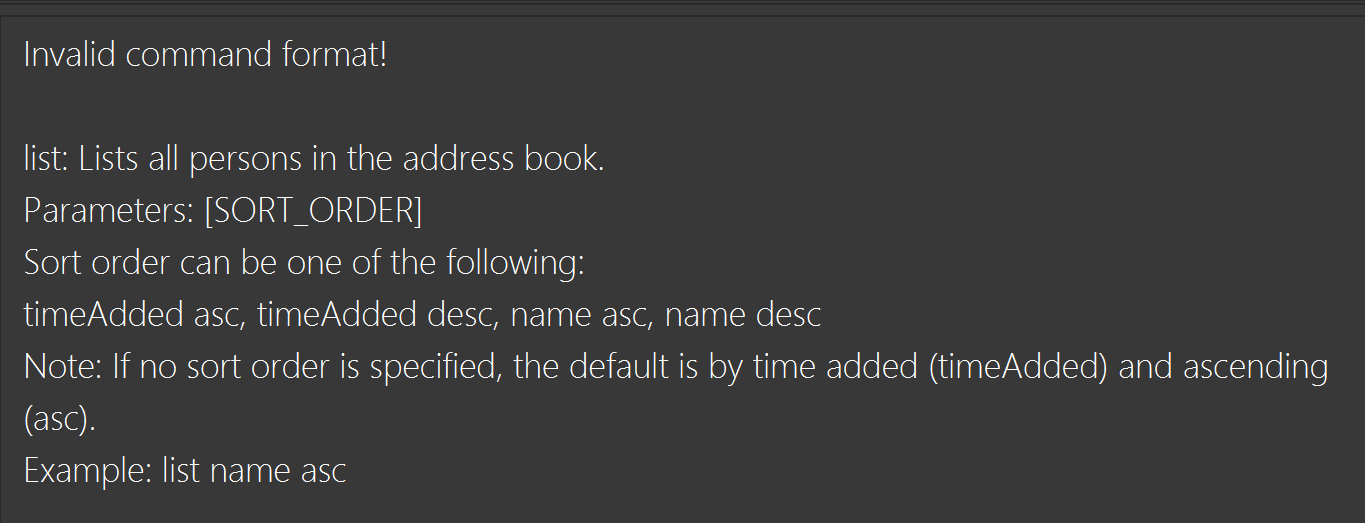 Invalid command format!
list: Lists all persons in the address book.
Parameters: [SORT_ORDER]
Sort order can be one of the following:
timeAdded asc, timeAdded desc, name asc, name desc
Note: If no sort order is specified, the default is by time added (timeAdded) and ascending
(asc).
Example: list name asc